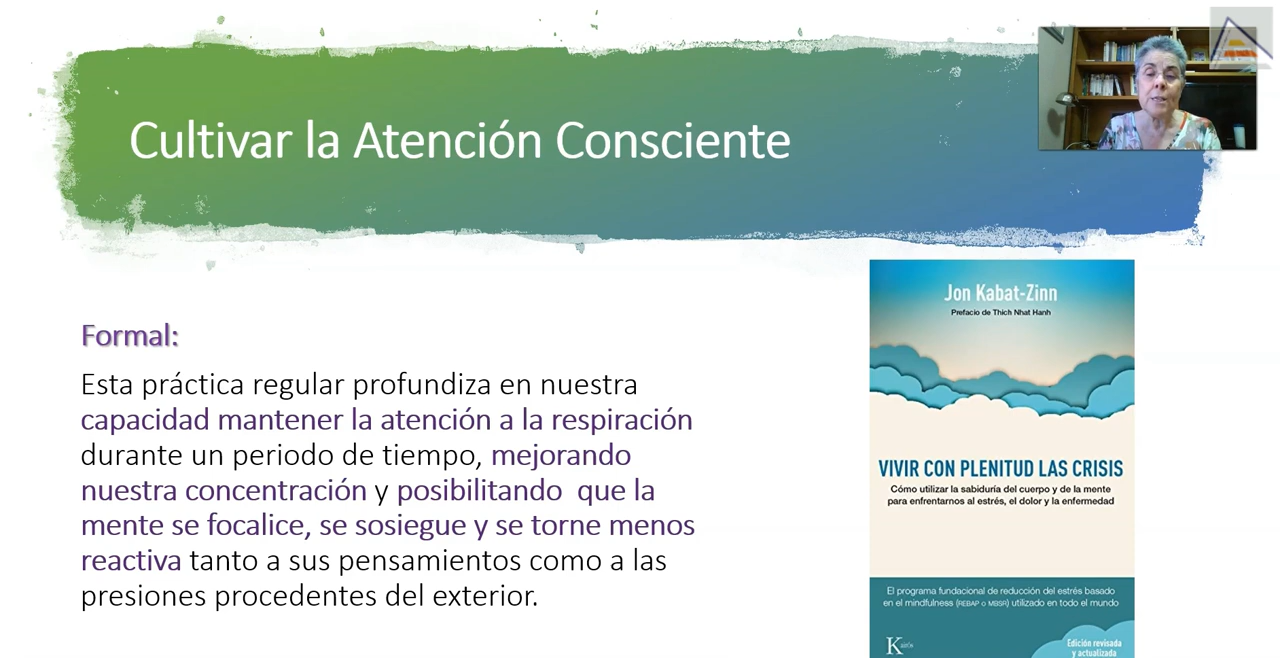 Cultivar la Atención Consciente
Formal:
Esta práctica regular profundiza en nuestra
capacidad mantener la atención a la respiración
durante un periodo de tiempo, mejorando
nuestra concentración y posibilitando  que la
mente se focalice, se sosiegue y se torne menos
reactiva tanto a sus pensamientos como a las
presiones procedentes del exterior.
Jon Kabat-Zinn
Prefacio de Thich Nhat Hanh
VIVIR CON PLENITUD LAS CRISIS
Cómo utilizar la sabiduría del cuerpo y de la mente
para enfrentarnos al estrés, el dolor y la enfermedad
El programa fundacional de reducción del estrés basado
en el mindfulness (REBAP o MBSR) utilizado en todo el mundo
Kairós
Edición revisada
y actualizada